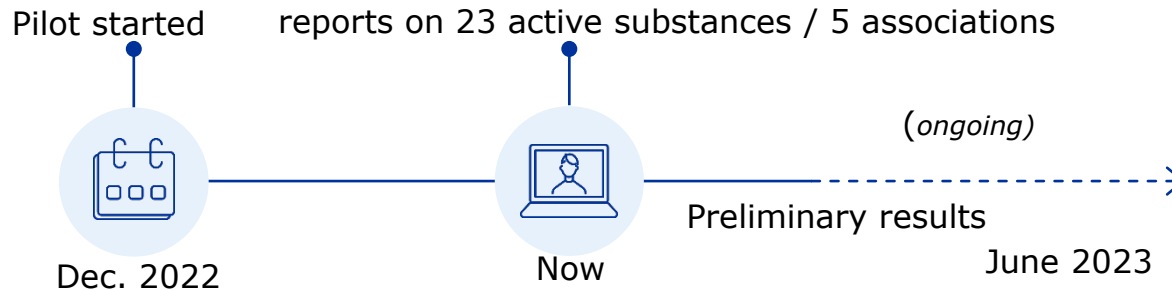 Pilot started
reports on 23 active substances / 5 associations
(ongoing)
Preliminary results
Dec. 2022
Now
June 2023